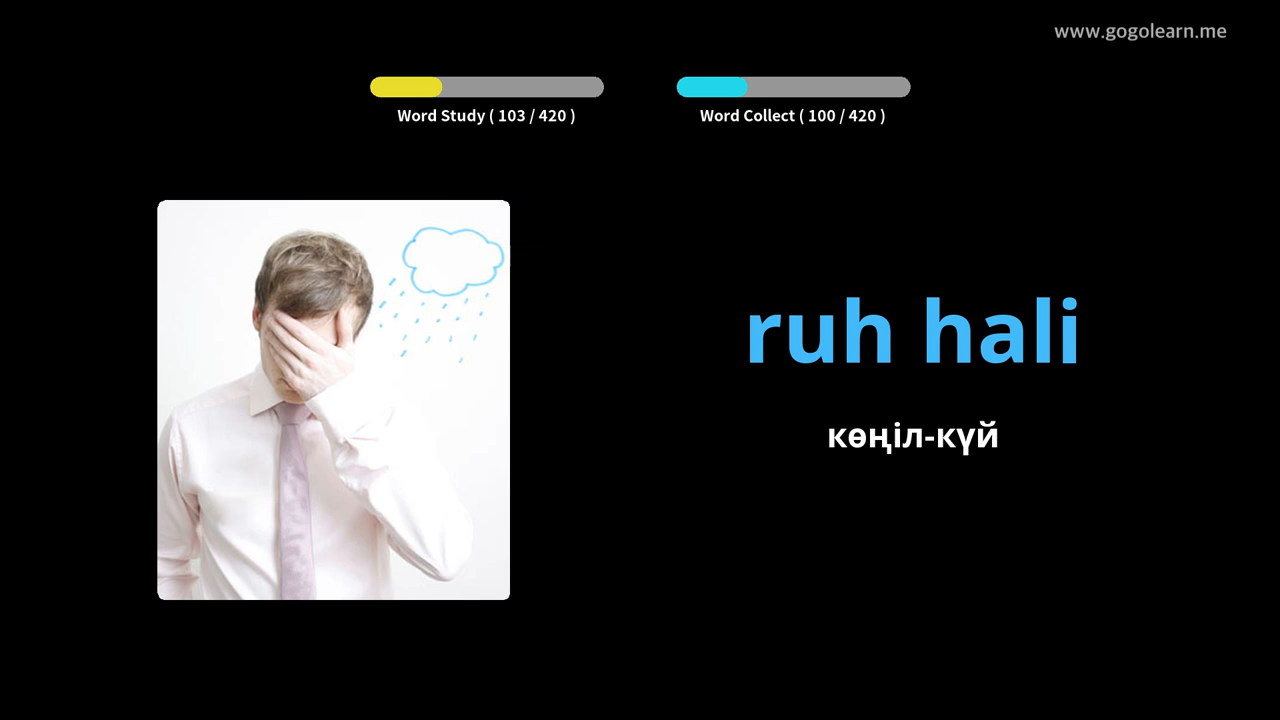 www.gogolearn.me
Word Study ( 103 / 420 )
Word Collect ( 100 / 420 )
ruh hali
көңіл-күй